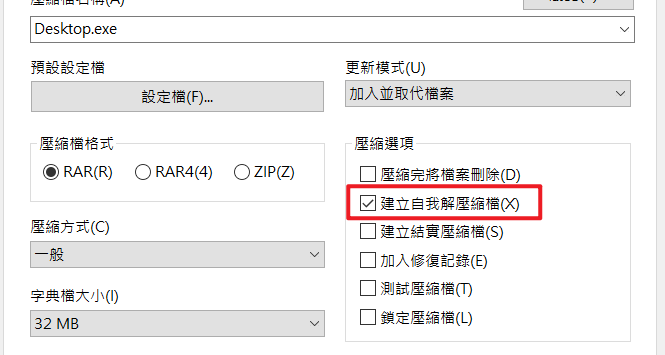 壓縮檔名稱(A)
Desktop.exe
預設設定檔
更新模式(U)
設定檔(F)...
加入並取代檔案
壓縮檔格式
壓縮選項
RAR(R)
RAR4(4)
ZIP(Z)
壓縮完將檔案刪除(D)
建立自我解壓縮檔(X)
壓縮方式(C)
建立結實壓縮檔(S)
一般
加入修復記錄(E)
字典檔大小(I)
測試壓縮檔(T)
32 MB
鎖定壓縮檔(L)